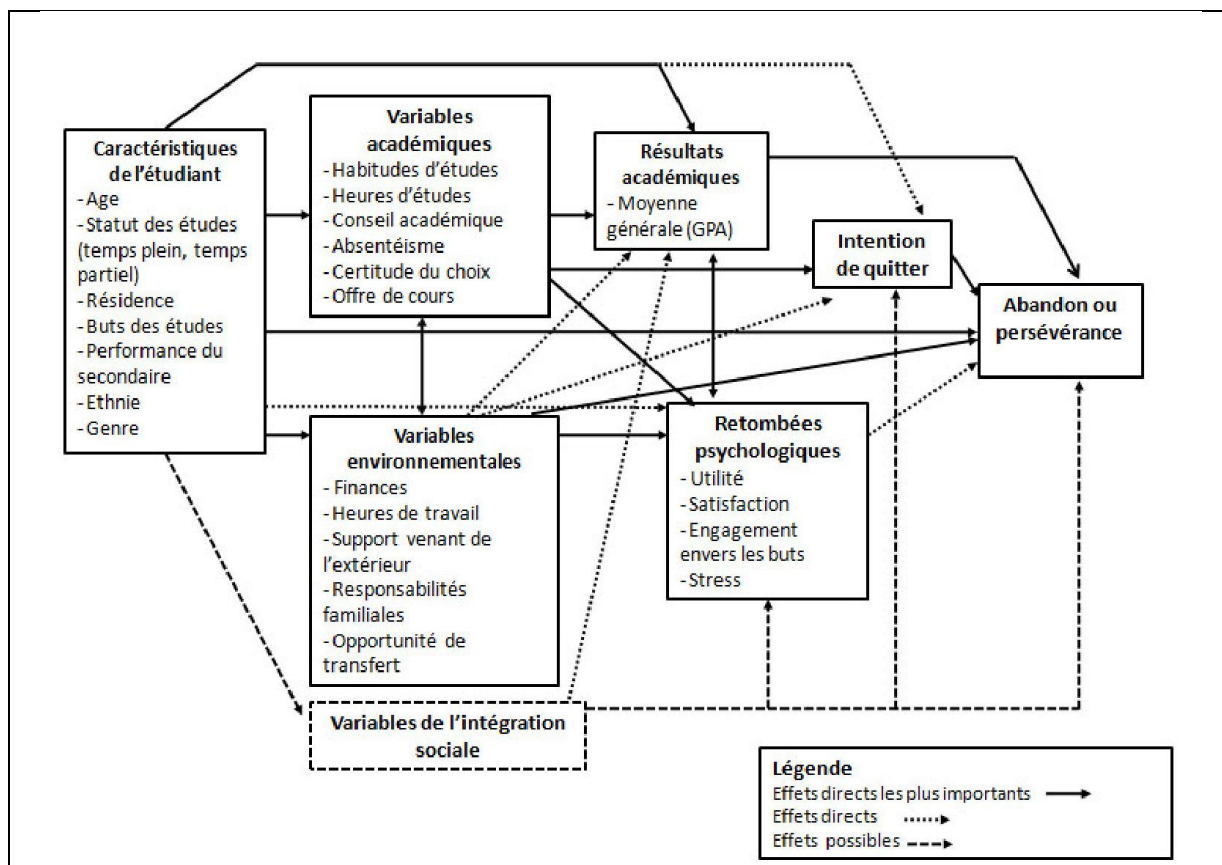 Caractéristiques
de l'étudiant
- Age
- Statut des études
(temps plein, temps
partiel)
- Résidence
- Buts des études
- Performance du
secondaire
- Ethnie
- Genre
Variables
académiques
- Habitudes d'études
- Heures d'études
- Conseil académique
- Absentéisme
- Certitude du choix
- Offre de cours
Résultats
académiques
- Moyenne
générale (GPA)
Intention
de quitter
Abandon ou
persévérance
Variables
environnementales
- Finances
- Heures de travail
- Support venant de
l'extérieur
- Responsabilités
familiales
- Opportunité de
transfert
Retombées
psychologiques
- Utilité
- Satisfaction
- Engagement
envers les buts
- Stress
Variables de l'intégration
sociale
Légende
Effets directs les plus importants
Effets directs
Effets possibles